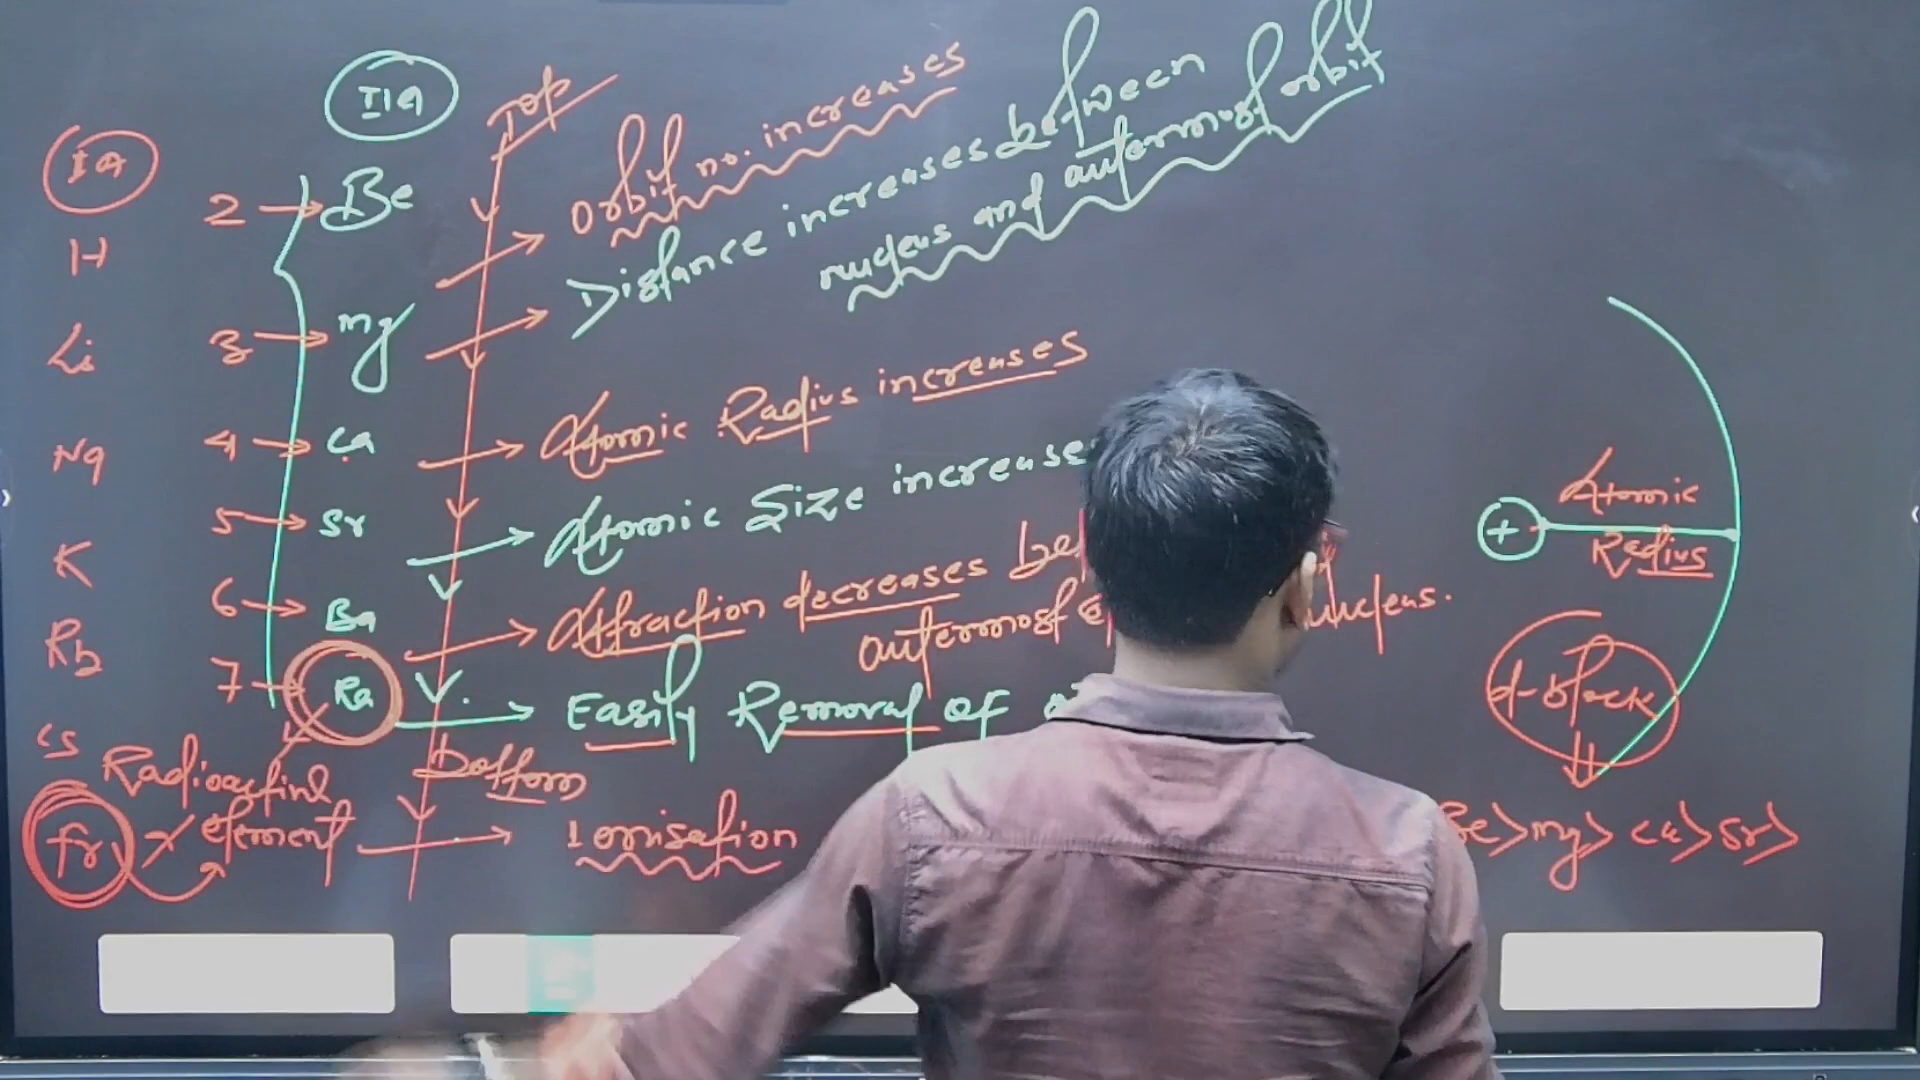 IA
H
Li
Na
K
Rb
Cs
Fr
IIA
2 → Be
3 → mg
4 → Ca
5 → Sr
6 → Ba
7 → Ra
Radioactive
element
Top
Bottom
Orbit no. increases
Distance increases between
nucleus and outermost orbit
Atomic Radius increases
Atomic Size increase
Attraction decreases be
outermost nucleus.
Easily Removal of
Ionisation
+
Atomic
Radius
d-block
Be > mg > Ca > Sr >